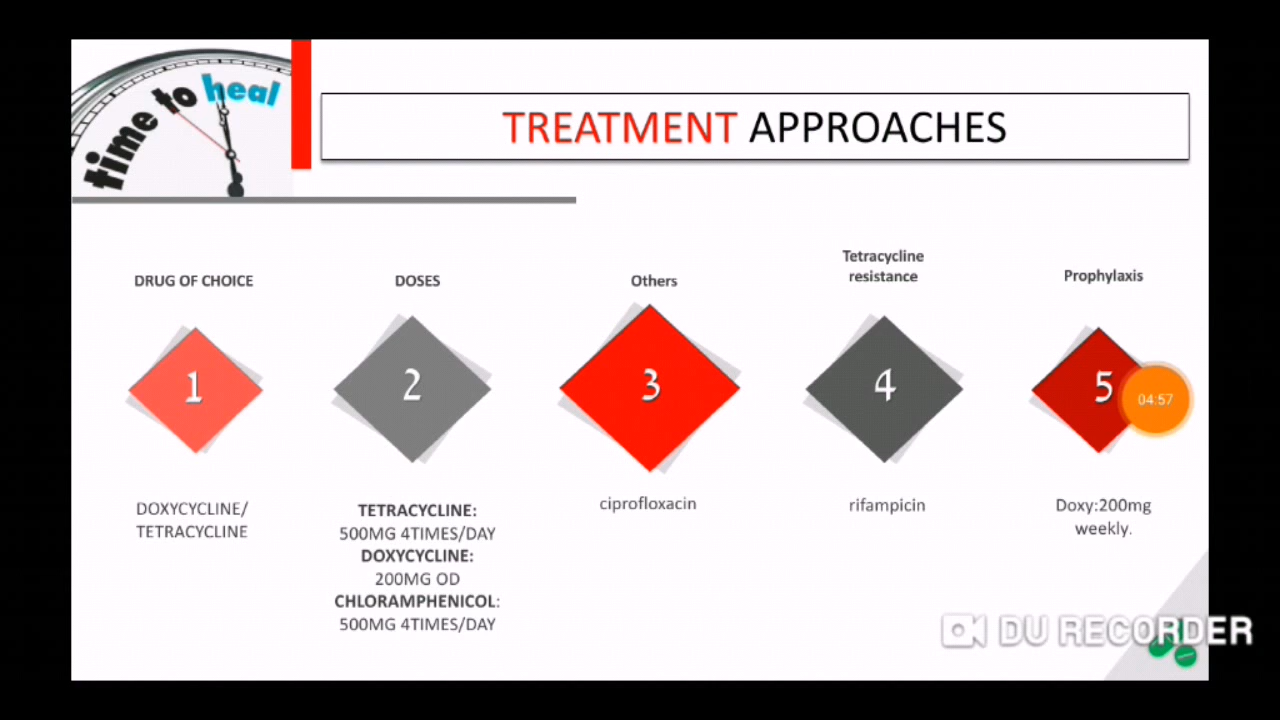 time to heal
TREATMENT APPROACHES
DRUG OF CHOICE
1
DOXYCYCLINE/
TETRACYCLINE
DOSES
2
TETRACYCLINE:
500MG 4TIMES/DAY
DOXYCYCLINE:
200MG OD
CHLORAMPHENICOL:
500MG 4TIMES/DAY
Others
3
ciprofloxacin
Tetracycline
resistance
4
rifampicin
Prophylaxis
5
04:57
Doxy:200mg
weekly.
DU RECORDER